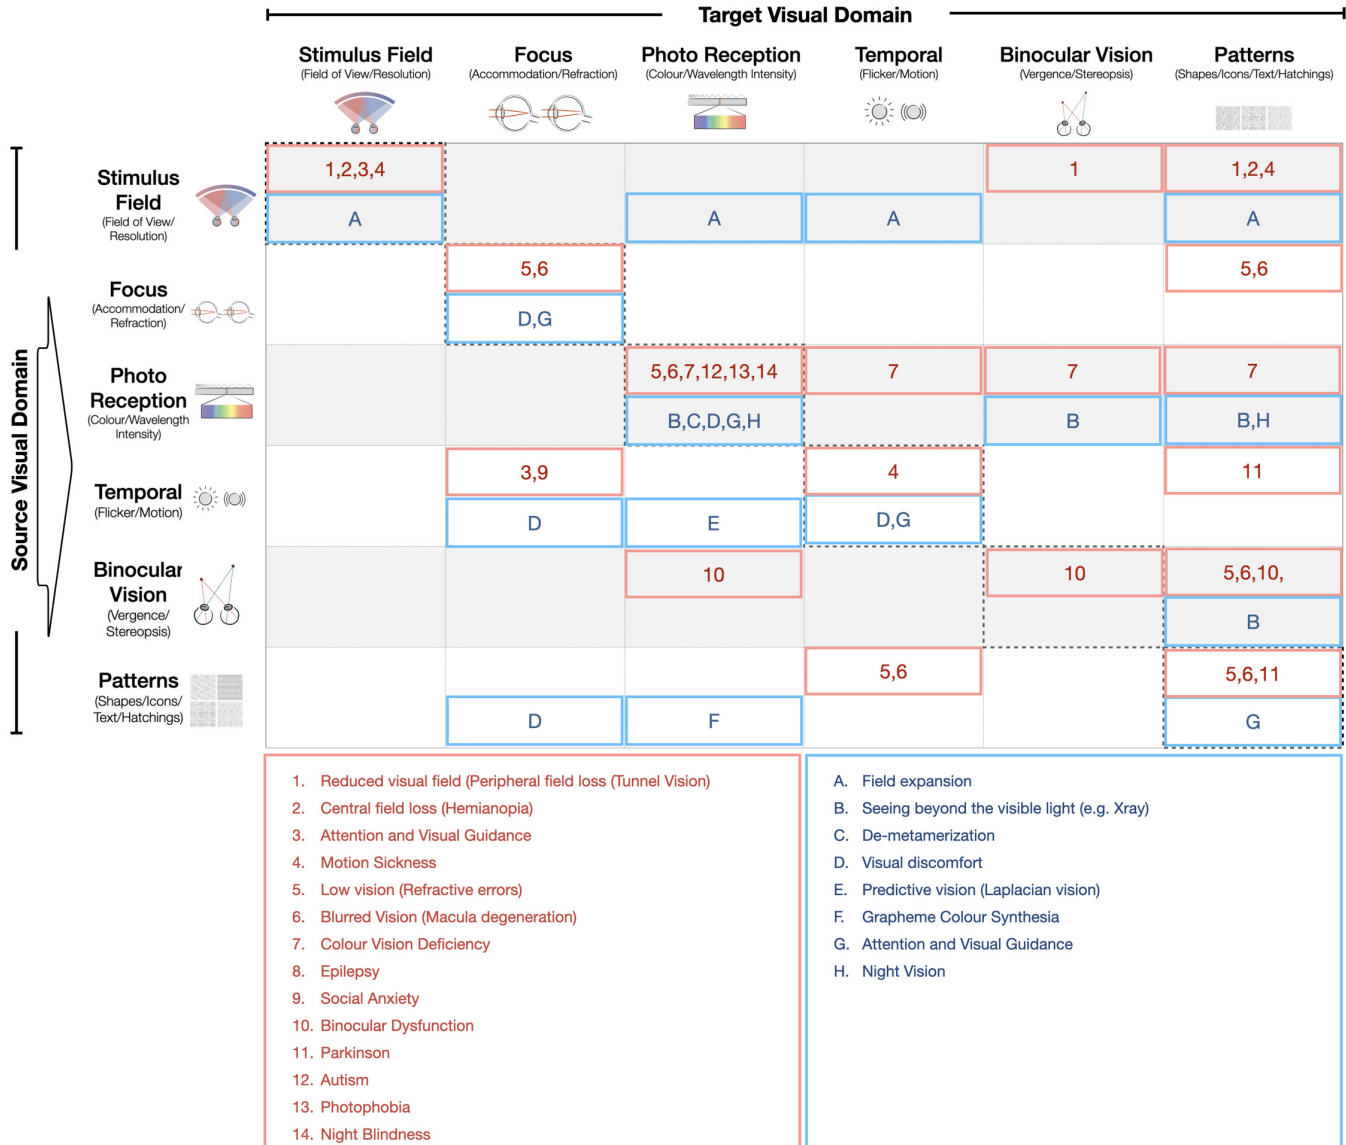 Target Visual Domain
Stimulus Field
(Field of View/Resolution)
Focus
(Accommodation/Refraction)
Photo Reception
(Colour/Wavelength Intensity)
Temporal
(Flicker/Motion)
Binocular Vision
(Vergence/Stereopsis)
Patterns
(Shapes/Icons/Text/Hatchings)
Source Visual Domain
Stimulus
Field
(Field of View/
Resolution)
1,2,3,4
1
1,2,4
A
A
A
A
Focus
(Accommodation/
Refraction)
5,6
5,6
D,G
Photo
Reception
(Colour/Wavelength
Intensity)
5,6,7,12,13,14
7
7
7
B,C,D,G,H
B
B,H
Temporal
(Flicker/Motion)
3,9
4
11
D
E
D,G
Binocular
Vision
(Vergence/
Stereopsis)
10
10
5,6,10,
B
Patterns
(Shapes/Icons/
Text/Hatchings)
5,6
5,6,11
D
F
G
1. Reduced visual field (Peripheral field loss (Tunnel Vision)
2. Central field loss (Hemianopia)
3. Attention and Visual Guidance
4. Motion Sickness
5. Low vision (Refractive errors)
6. Blurred Vision (Macula degeneration)
7. Colour Vision Deficiency
8. Epilepsy
9. Social Anxiety
10. Binocular Dysfunction
11. Parkinson
12. Autism
13. Photophobia
14. Night Blindness
A. Field expansion
B. Seeing beyond the visible light (e.g. Xray)
C. De-metamerization
D. Visual discomfort
E. Predictive vision (Laplacian vision)
F. Grapheme Colour Synthesia
G. Attention and Visual Guidance
H. Night Vision